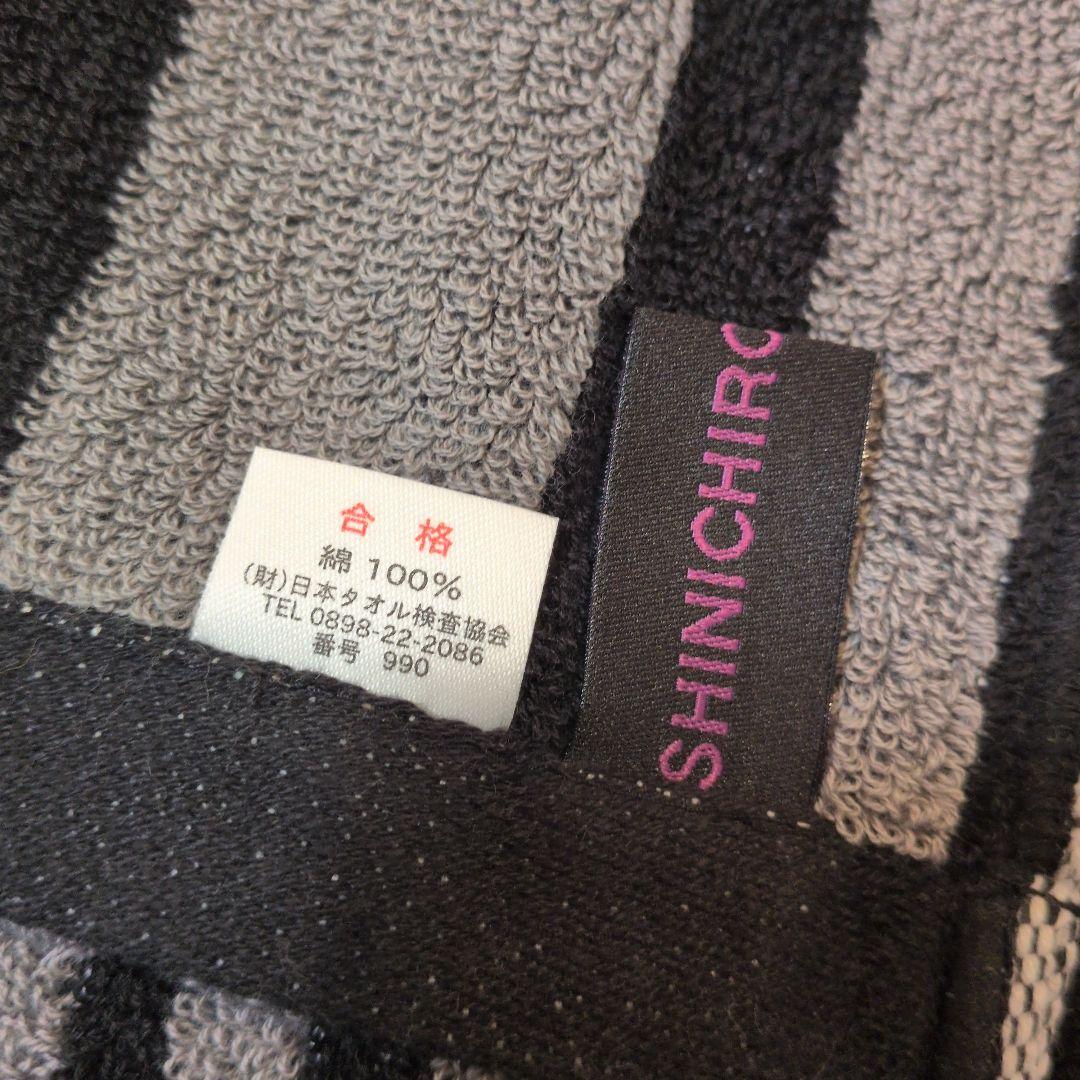 合格
綿 100%
(財)日本タオル検査協会
TEL 0898-22-2086
番号 990
SHINICHIRO